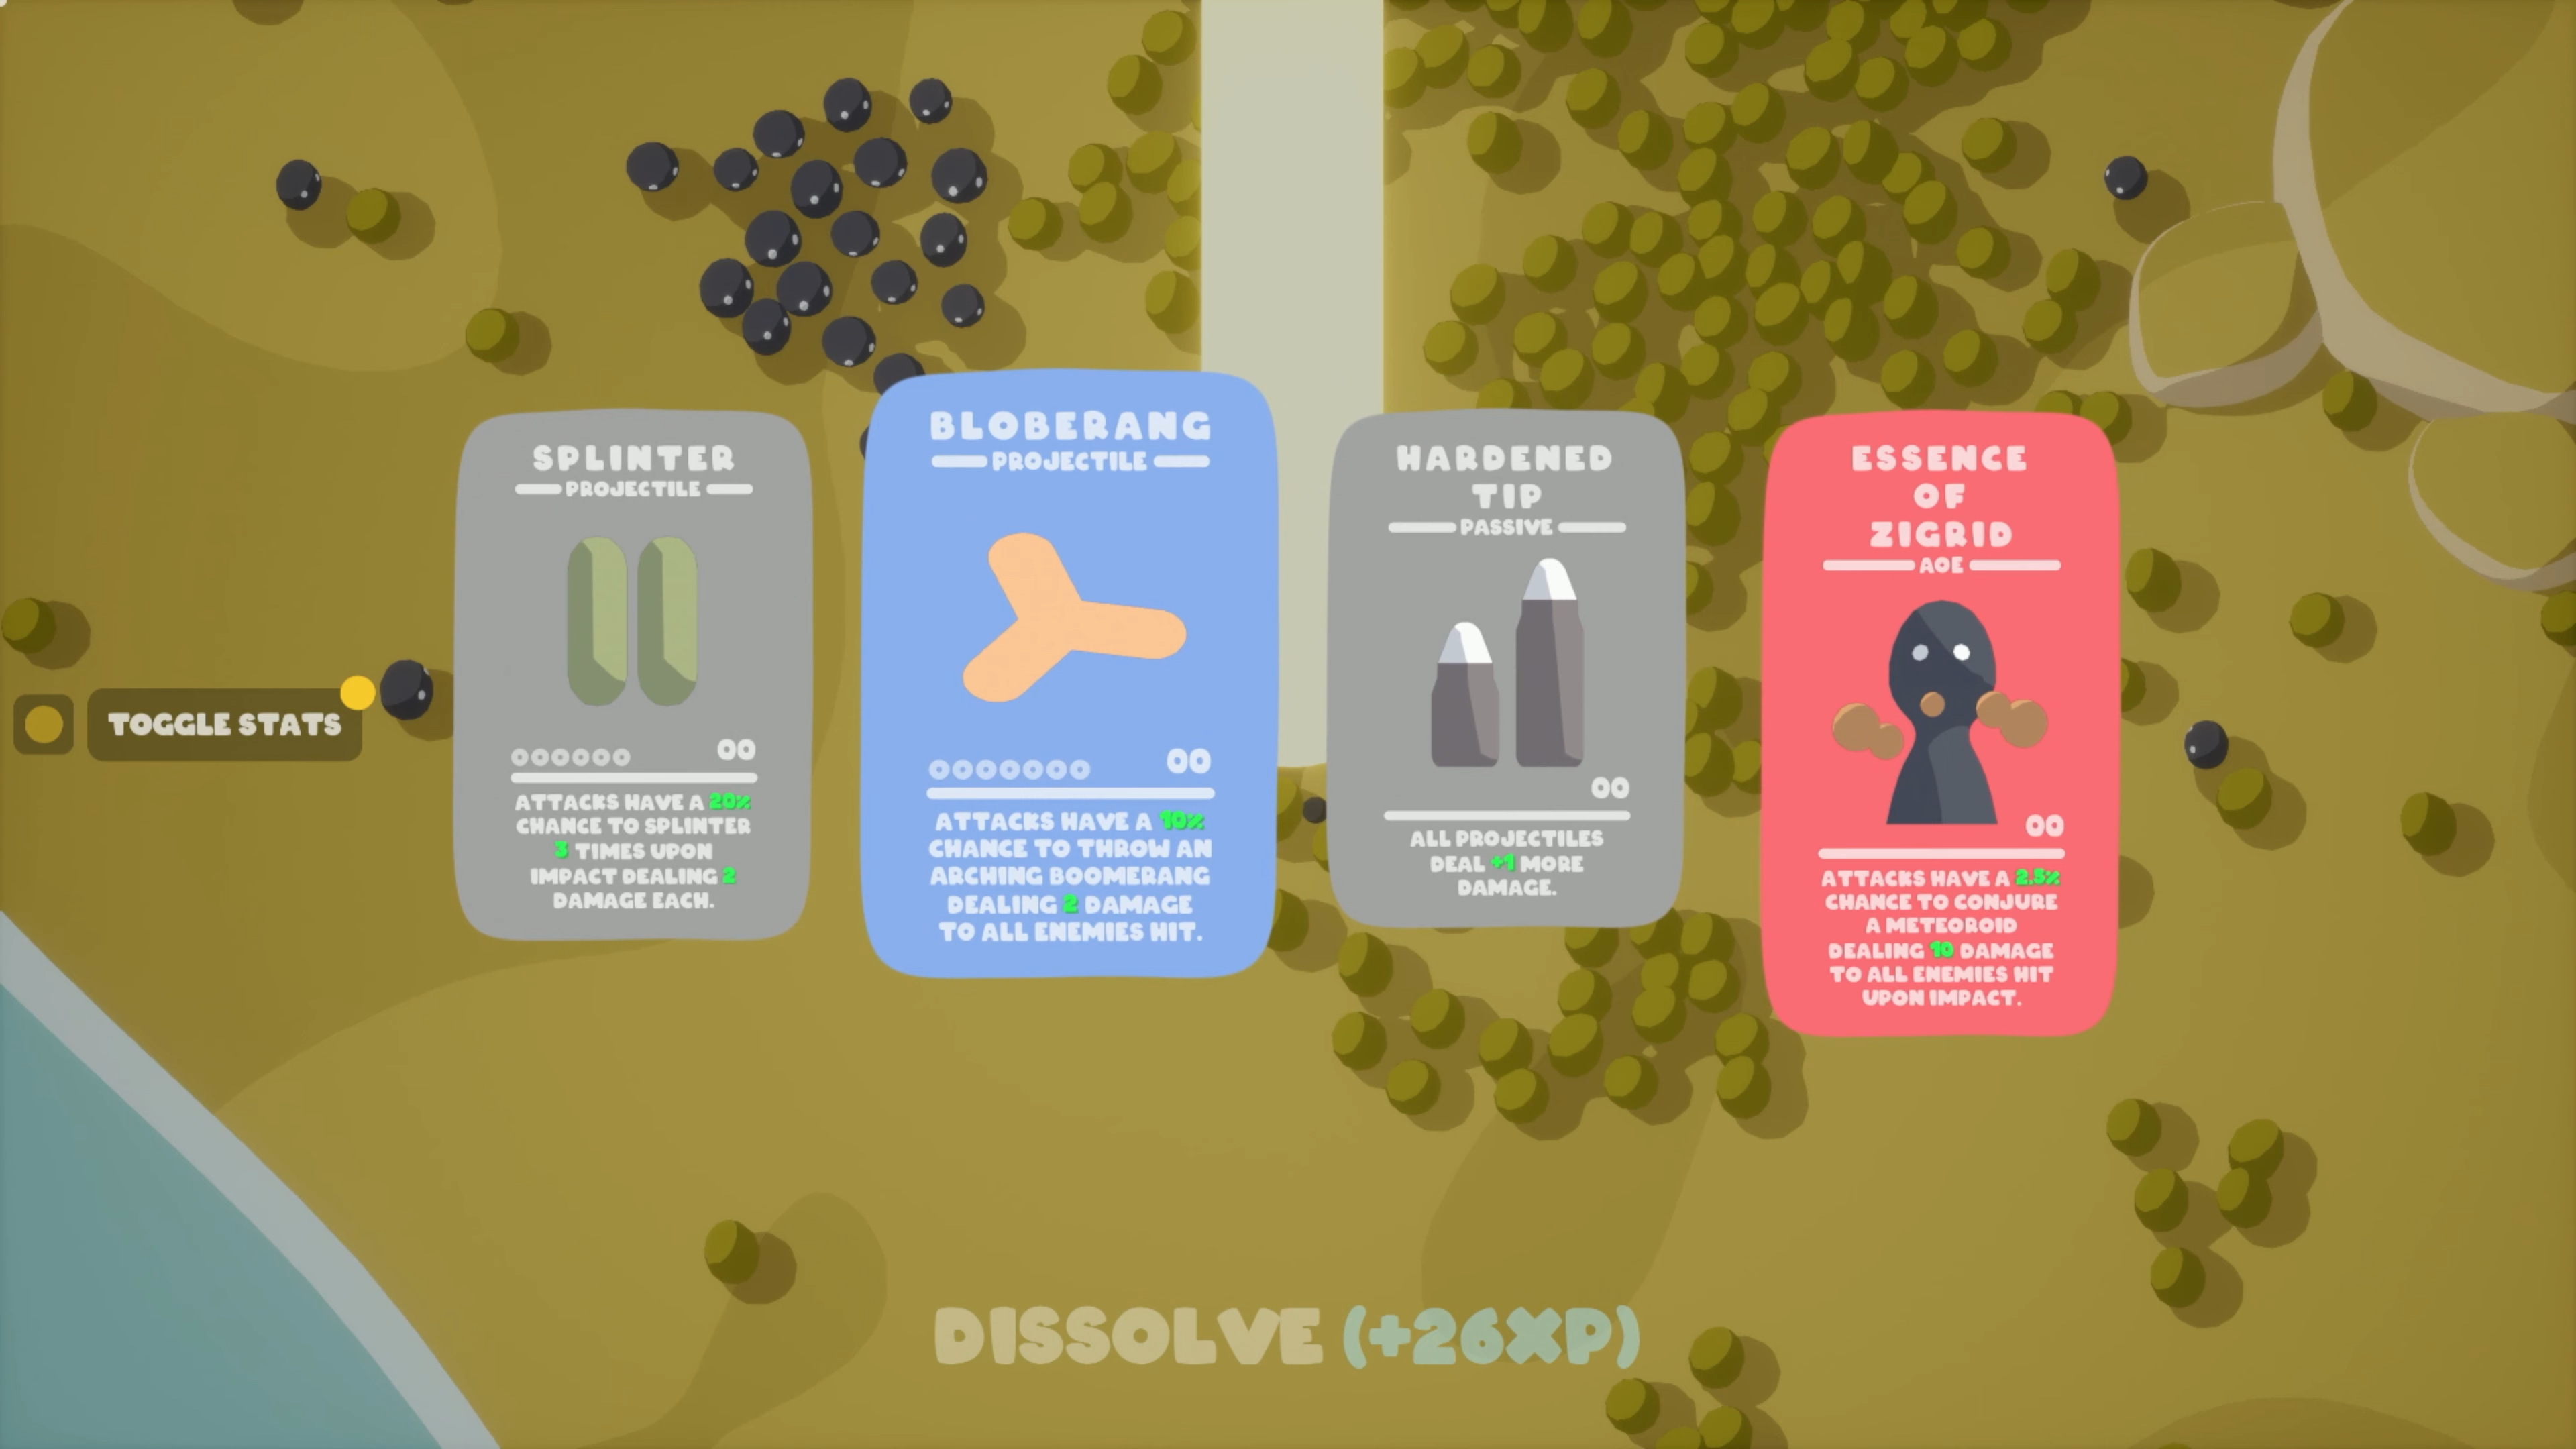 TOGGLE STATS
SPLINTER
PROJECTILE
00
ATTACKS HAVE A 20%
CHANCE TO SPLINTER
3 TIMES UPON
IMPACT DEALING 2
DAMAGE EACH.
BLOBERANG
PROJECTILE
00
ATTACKS HAVE A 10%
CHANCE TO THROW AN
ARCHING BOOMERANG
DEALING 2 DAMAGE
TO ALL ENEMIES HIT.
HARDENED
TIP
PASSIVE
00
ALL PROJECTILES
DEAL +1 MORE
DAMAGE.
ESSENCE
OF
ZIGRID
AOE
00
ATTACKS HAVE A 2.5%
CHANCE TO CONJURE
A METEOROID
DEALING 10 DAMAGE
TO ALL ENEMIES HIT
UPON IMPACT.
DISSOLVE (+26XP)